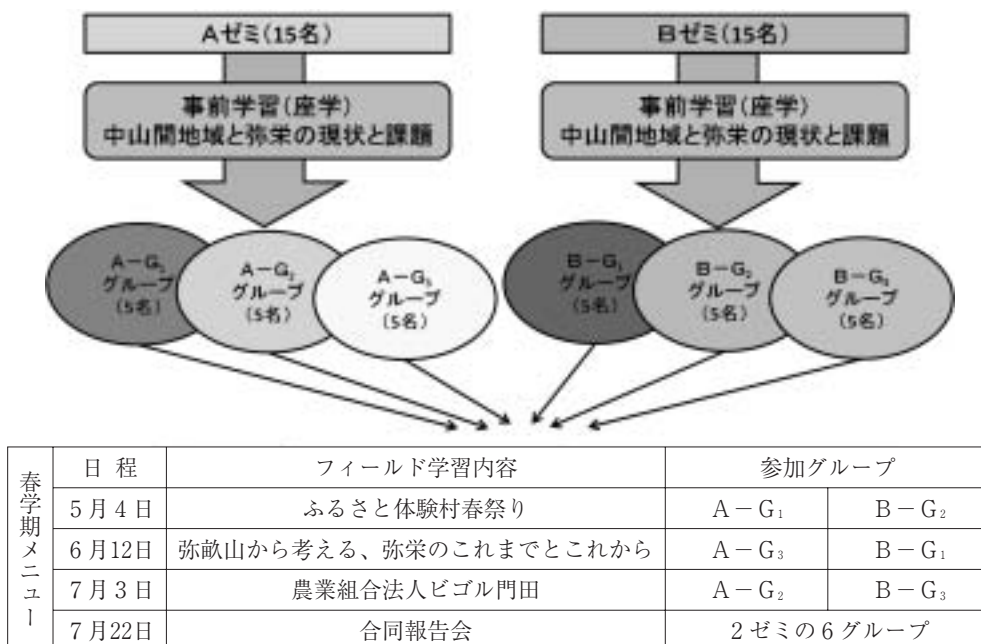 Aゼミ(15名)
Bゼミ(15名)
事前学習(座学)
中山間地域と弥栄の現状と課題
事前学習(座学)
中山間地域と弥栄の現状と課題
A－G₁
グループ
(5名)
A－G₂
グループ
(5名)
A－G₃
グループ
(5名)
B－G₁
グループ
(5名)
B－G₂
グループ
(5名)
B－G₃
グループ
(5名)
春学期メニュー
日 程 フィールド学習内容 参加グループ
5月4日 ふるさと体験村春祭り A－G₁ B－G₂
6月12日 弥畝山から考える、弥栄のこれまでとこれから A－G₃ B－G₁
7月3日 農業組合法人ビゴル門田 A－G₂ B－G₃
7月22日 合同報告会 2ゼミの6グループ